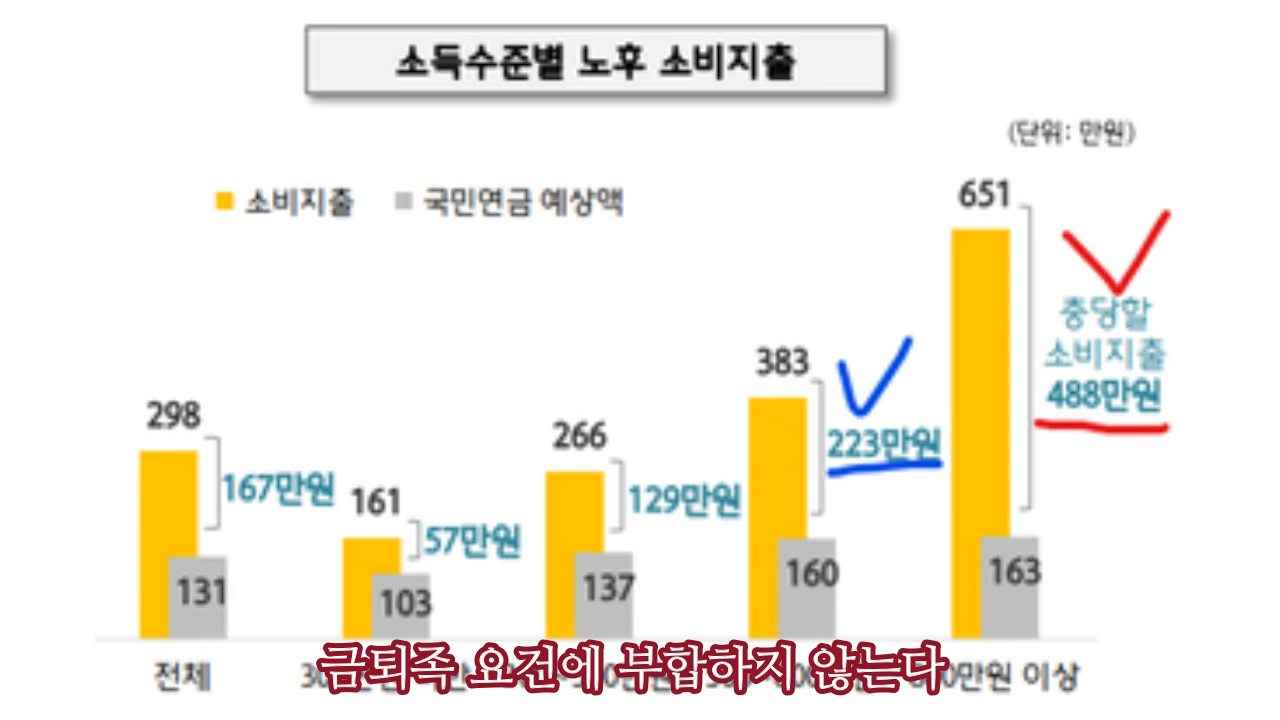 소득수준별 노후 소비지출
(단위: 만원)
소비지출 국민연금 예상액
651
충당할
소비지출
488만원
383
223만원
298
266
167만원
161
129만원
57만원
131
103
137
160
163
전체
이상
금퇴족 요건에 부합하지 않는다